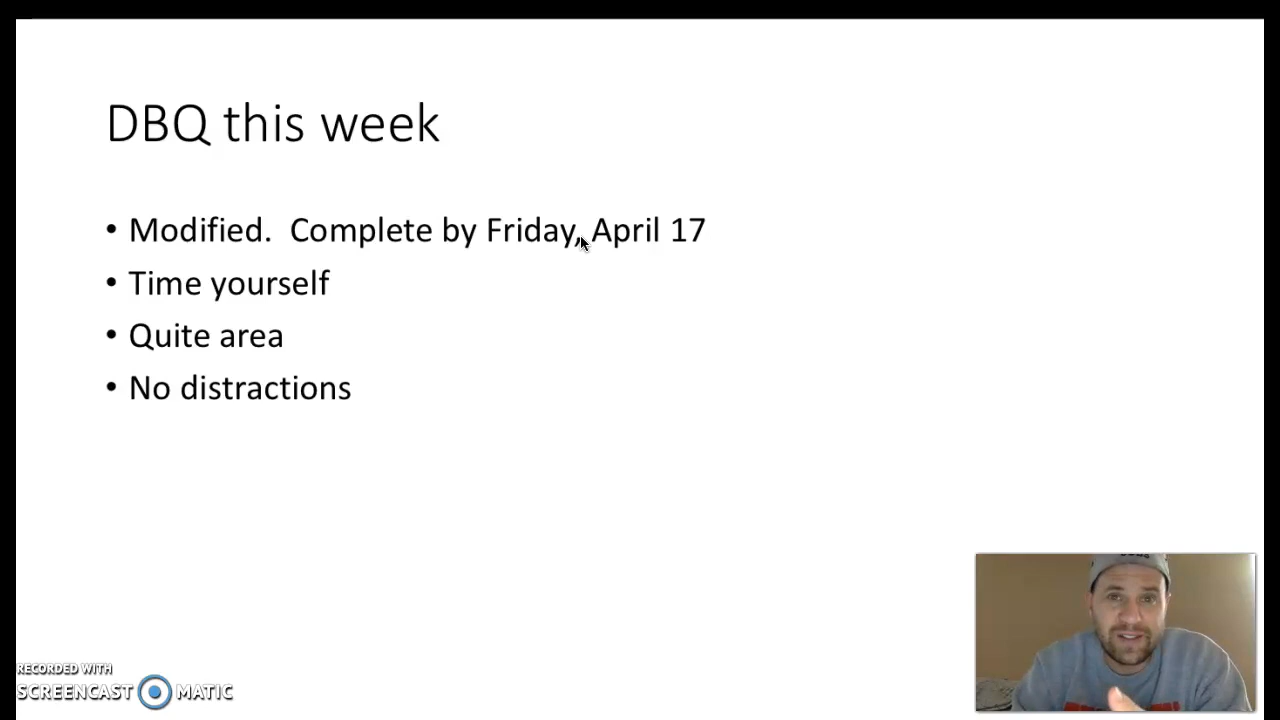 DBQ this week
• Modified.  Complete by Friday, April 17
• Time yourself
• Quite area
• No distractions
RECORDED WITH
SCREENCAST MATIC